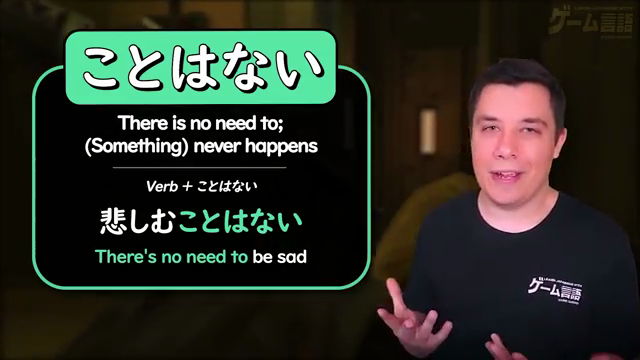 ことはない
There is no need to;
(Something) never happens
Verb + ことはない
悲しむことはない
There's no need to be sad
ゲーム言語
ゲーム言語